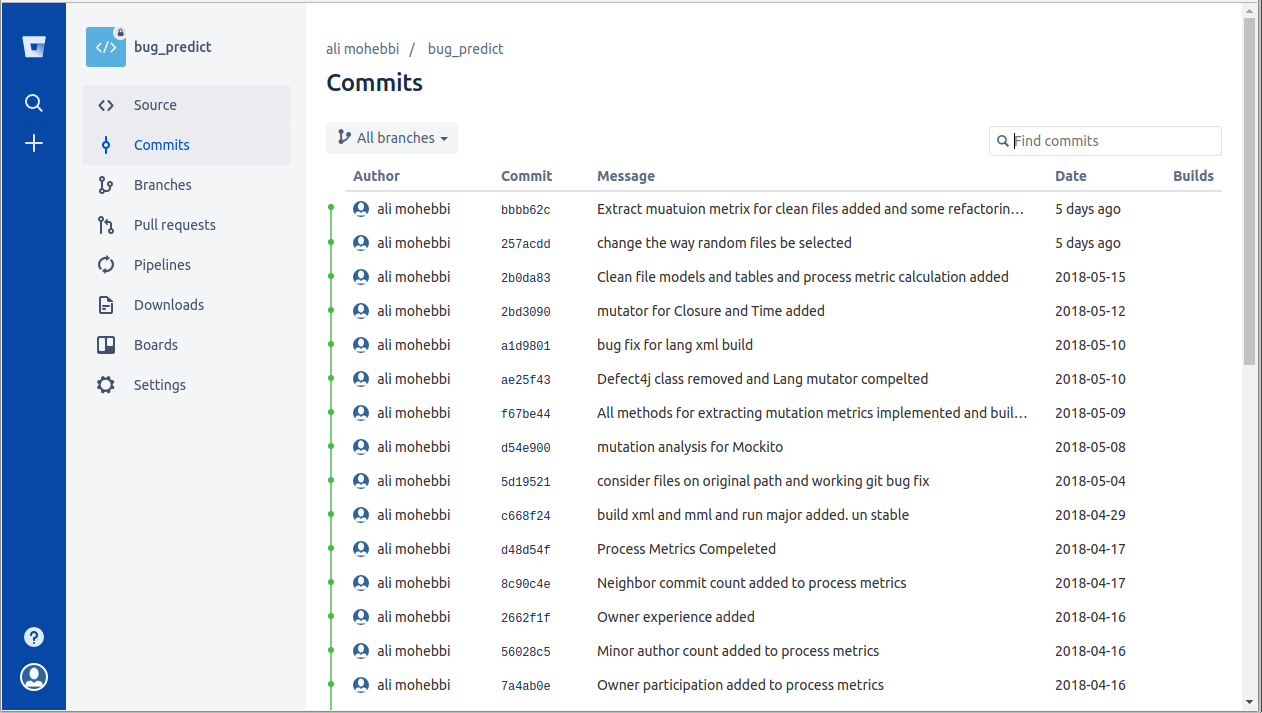 </> bug_predict
ali mohebbi / bug_predict
Commits
Source
Commits
Branches
Pull requests
Pipelines
Downloads
Boards
Settings
?
All branches
Find commits
Author Commit Message Date Builds
ali mohebbi bbbb62c Extract muatuion metrix for clean files added and some refactorin… 5 days ago
ali mohebbi 257acdd change the way random files be selected 5 days ago
ali mohebbi 2b0da83 Clean file models and tables and process metric calculation added 2018-05-15
ali mohebbi 2bd3090 mutator for Closure and Time added 2018-05-12
ali mohebbi a1d9801 bug fix for lang xml build 2018-05-10
ali mohebbi ae25f43 Defect4j class removed and Lang mutator compelted 2018-05-10
ali mohebbi f67be44 All methods for extracting mutation metrics implemented and buil… 2018-05-09
ali mohebbi d54e900 mutation analysis for Mockito 2018-05-08
ali mohebbi 5d19521 consider files on original path and working git bug fix 2018-05-04
ali mohebbi c668f24 build xml and mml and run major added. un stable 2018-04-29
ali mohebbi d48d54f Process Metrics Compeleted 2018-04-17
ali mohebbi 8c90c4e Neighbor commit count added to process metrics 2018-04-17
ali mohebbi 2662f1f Owner experience added 2018-04-16
ali mohebbi 56028c5 Minor author count added to process metrics 2018-04-16
ali mohebbi 7a4ab0e Owner participation added to process metrics 2018-04-16